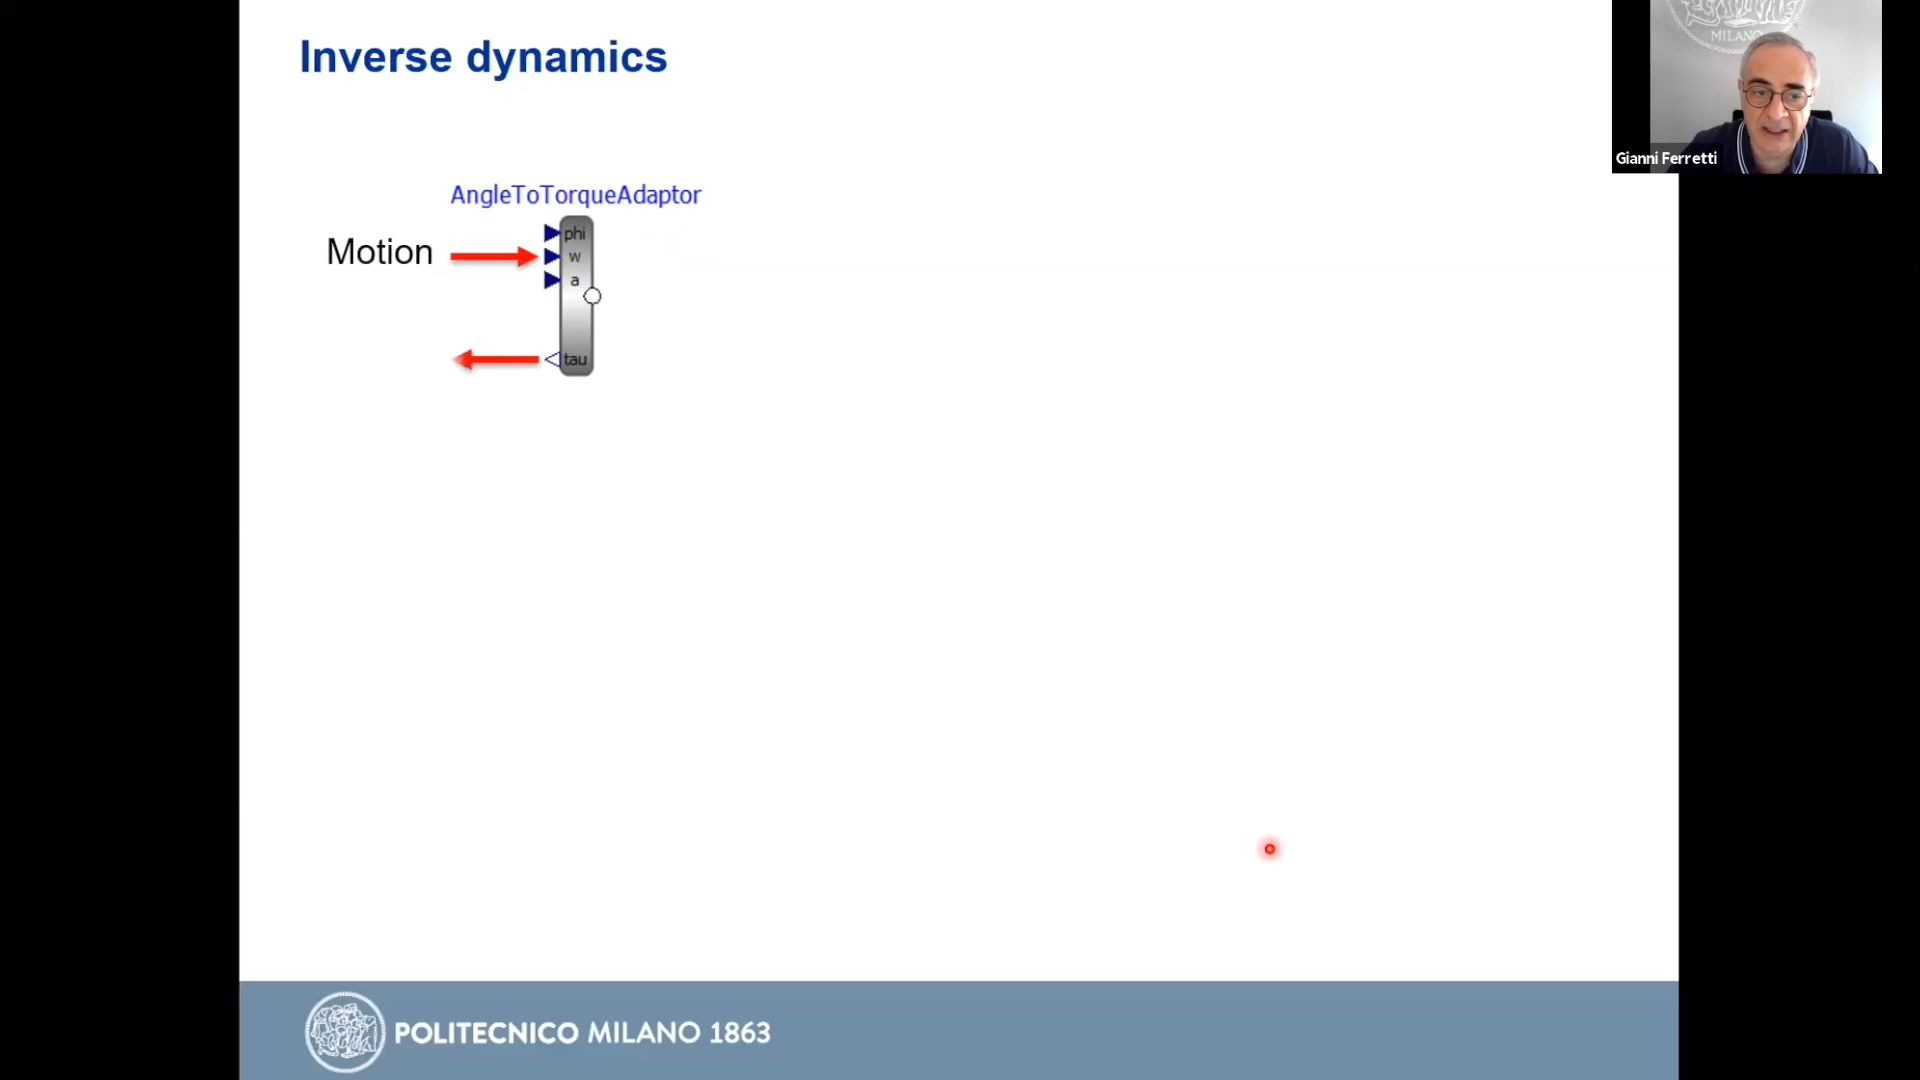 Inverse dynamics
MILANO
Gianni Ferretti
AngleToTorqueAdaptor
Motion
phi
w
a
tau
POLITECNICO MILANO 1863